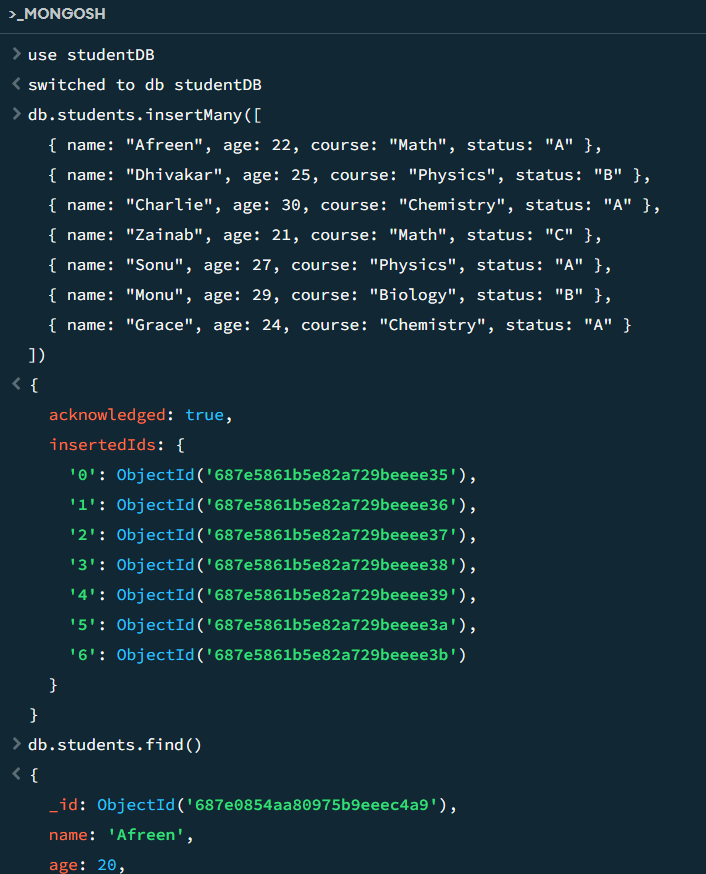 >_MONGOSH
> use studentDB
< switched to db studentDB
> db.students.insertMany([
{ name: "Afreen", age: 22, course: "Math", status: "A" },
{ name: "Dhivakar", age: 25, course: "Physics", status: "B" },
{ name: "Charlie", age: 30, course: "Chemistry", status: "A" },
{ name: "Zainab", age: 21, course: "Math", status: "C" },
{ name: "Sonu", age: 27, course: "Physics", status: "A" },
{ name: "Monu", age: 29, course: "Biology", status: "B" },
{ name: "Grace", age: 24, course: "Chemistry", status: "A" }
])
< {
acknowledged: true,
insertedIds: {
'0': ObjectId('687e5861b5e82a729beeee35'),
'1': ObjectId('687e5861b5e82a729beeee36'),
'2': ObjectId('687e5861b5e82a729beeee37'),
'3': ObjectId('687e5861b5e82a729beeee38'),
'4': ObjectId('687e5861b5e82a729beeee39'),
'5': ObjectId('687e5861b5e82a729beeee3a'),
'6': ObjectId('687e5861b5e82a729beeee3b')
}
}
> db.students.find()
< {
_id: ObjectId('687e0854aa80975b9eeec4a9'),
name: 'Afreen',
age: 20,